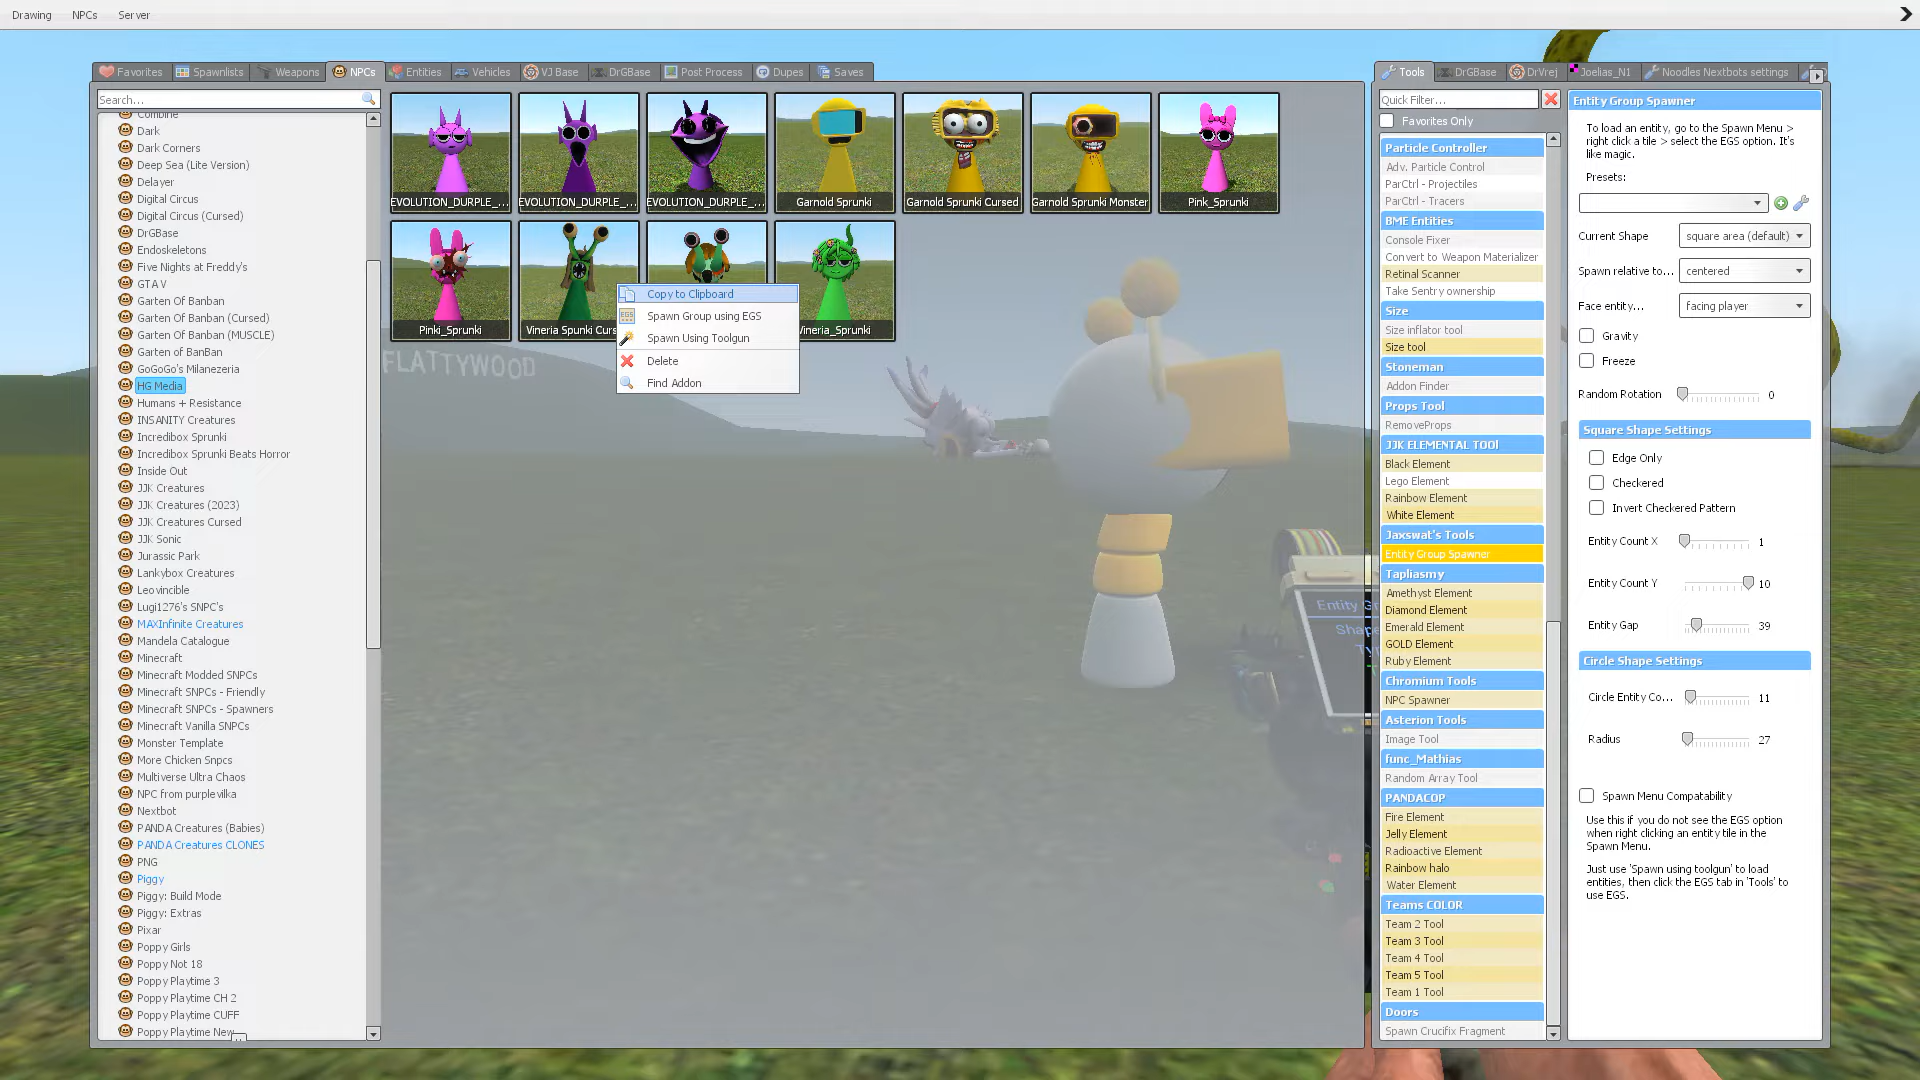 Drawing NPCs Server
Favorites Spawnlists Weapons NPCs Entities Vehicles VJ Base DrGBase Post Process Dupes Saves
Search...
Combine
Dark
Dark Corners
Deep Sea (Lite Version)
Delayer
Digital Circus
Digital Circus (Cursed)
DrGBase
Endoskeletons
Five Nights at Freddy's
GTA V
Garten Of Banban
Garten Of Banban (Cursed)
Garten Of Banban (MUSCLE)
Garten of BanBan
GoGoGo's Milanezeria
HG Media
Humans + Resistance
INSANITY Creatures
Incredibox Sprunki
Incredibox Sprunki Beats Horror
Inside Out
JJK Creatures
JJK Creatures (2023)
JJK Creatures Cursed
JJK Sonic
Jurassic Park
Lankybox Creatures
Leovincible
Lugi1276's SNPC's
MAXInfinite Creatures
Mandela Catalogue
Minecraft
Minecraft Modded SNPCs
Minecraft SNPCs - Friendly
Minecraft SNPCs - Spawners
Minecraft Vanilla SNPCs
Monster Template
More Chicken Snpcs
Multiverse Ultra Chaos
NPC from purplevilka
Nextbot
PANDA Creatures (Babies)
PANDA Creatures CLONES
PNG
Piggy
Piggy: Build Mode
Piggy: Extras
Pixar
Poppy Girls
Poppy Not 18
Poppy Playtime 3
Poppy Playtime CH 2
Poppy Playtime CUFF
Poppy Playtime New
EVOLUTION_DURPLE_... EVOLUTION_DURPLE_... EVOLUTION_DURPLE_... Garnold Sprunki Garnold Sprunki Cursed Garnold Sprunki Monster Pink_Sprunki
Pinki_Sprunki Vineria Spunki Curs Vineria_Sprunki
Copy to Clipboard
EGS Spawn Group using EGS
Spawn Using Toolgun
Delete
Find Addon
FLATTYWOOD
Entity Gr
Shape
Ty
Tools DrGBase DrVrej Joelias_N1 Noodles Nextbots settings
Quick Filter...
Favorites Only
Particle Controller
Adv. Particle Control
ParCtrl - Projectiles
ParCtrl - Tracers
BME Entities
Console Fixer
Convert to Weapon Materializer
Retinal Scanner
Take Sentry ownership
Size
Size inflator tool
Size tool
Stoneman
Addon Finder
Props Tool
RemoveProps
JJK ELEMENTAL TOOl
Black Element
Lego Element
Rainbow Element
White Element
Jaxswat's Tools
Entity Group Spawner
Tapliasmy
Amethyst Element
Diamond Element
Emerald Element
GOLD Element
Ruby Element
Chromium Tools
NPC Spawner
Asterion Tools
Image Tool
func_Mathias
Random Array Tool
PANDACOP
Fire Element
Jelly Element
Radioactive Element
Rainbow halo
Water Element
Teams COLOR
Team 2 Tool
Team 3 Tool
Team 4 Tool
Team 5 Tool
Team 1 Tool
Doors
Spawn Crucifix Fragment
Entity Group Spawner
To load an entity, go to the Spawn Menu >
right click a tile > select the EGS option. It's
like magic.
Presets:
Current Shape square area (default)
Spawn relative to... centered
Face entity... facing player
Gravity
Freeze
Random Rotation 0
Square Shape Settings
Edge Only
Checkered
Invert Checkered Pattern
Entity Count X 1
Entity Count Y 10
Entity Gap 39
Circle Shape Settings
Circle Entity Co... 11
Radius 27
Spawn Menu Compatability
Use this if you do not see the EGS option
when right clicking an entity tile in the
Spawn Menu.
Just use 'Spawn using toolgun' to load
entities, then click the EGS tab in 'Tools' to
use EGS.